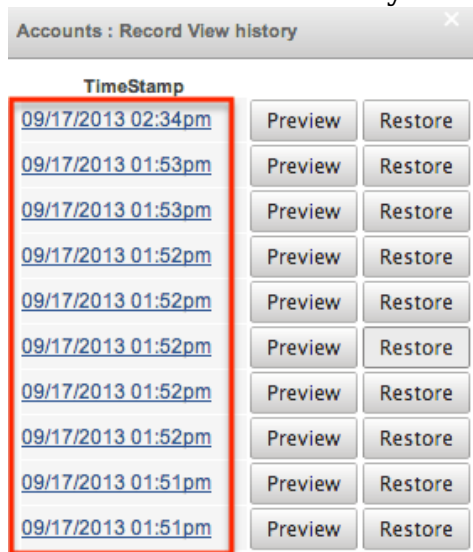 Accounts : Record View history
TimeStamp
09/17/2013 02:34pm Preview Restore
09/17/2013 01:53pm Preview Restore
09/17/2013 01:53pm Preview Restore
09/17/2013 01:52pm Preview Restore
09/17/2013 01:52pm Preview Restore
09/17/2013 01:52pm Preview Restore
09/17/2013 01:52pm Preview Restore
09/17/2013 01:52pm Preview Restore
09/17/2013 01:51pm Preview Restore
09/17/2013 01:51pm Preview Restore